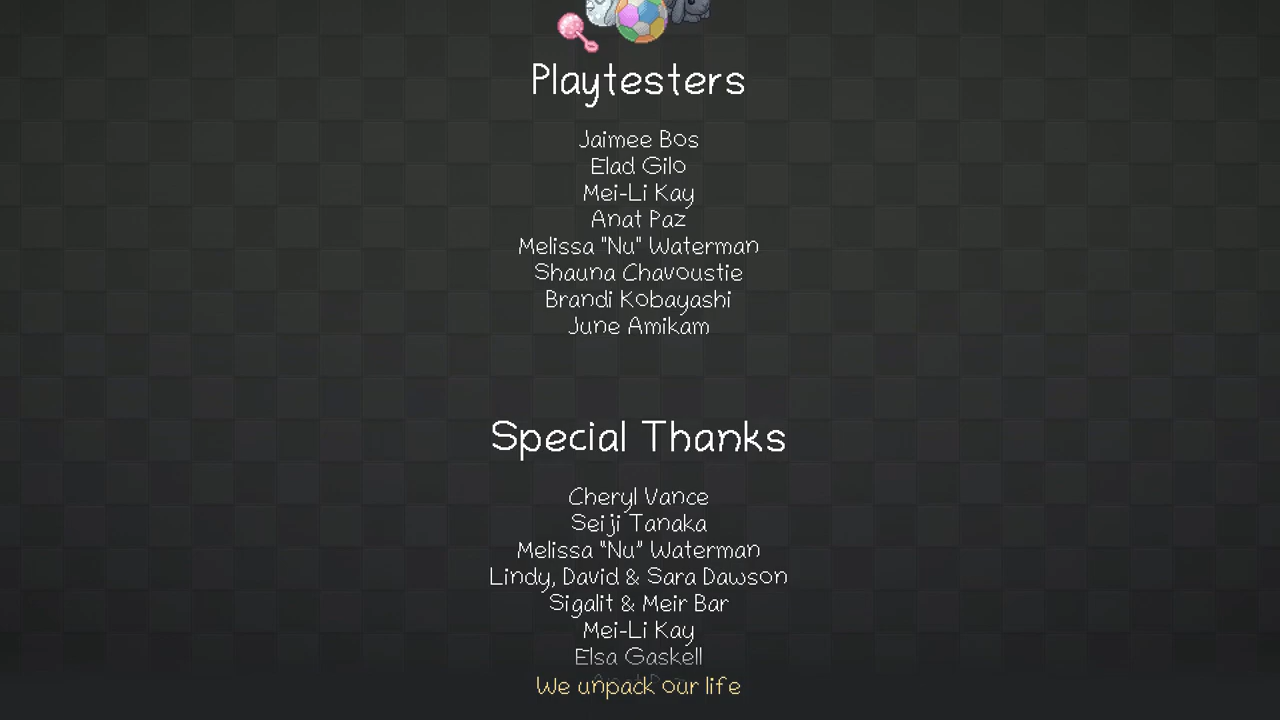 Playtesters
Jaimee Bos
Elad Gilo
Mei-Li Kay
Anat Paz
Melissa "Nu" Waterman
Shauna Chavoustie
Brandi Kobayashi
June Amikam
Special Thanks
Cheryl Vance
Seiji Tanaka
Melissa "Nu" Waterman
Lindy, David & Sara Dawson
Sigalit & Meir Bar
Mei-Li Kay
Elsa Gaskell
We unpack our life